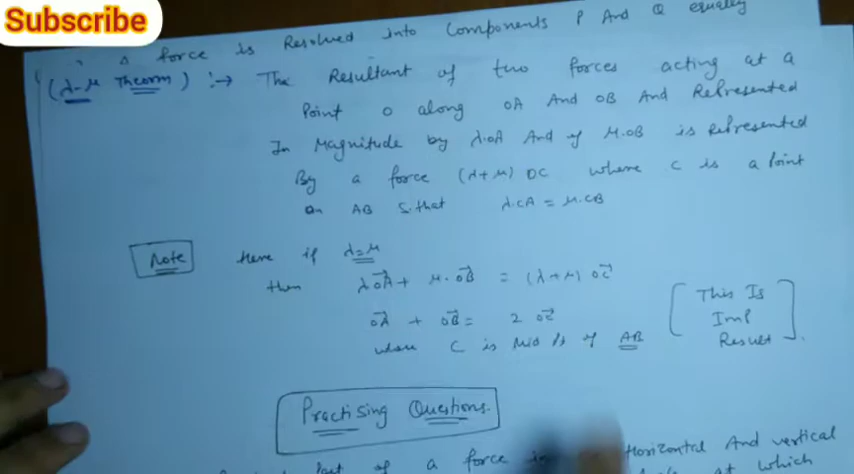 Subscribe
A force is Resolved into Components P And Q equally
(λ-μ Theorm) :→ The Resultant of two forces acting at a
Point O along OA And OB And Represented
In Magnitude by λ.OA And of μ.OB is represented
By a force (λ+μ) OC where C is a Point
on AB S.that λ.CA = μ.CB
Note Here if λ=μ
then λOA→ + μ.OB→ = (λ+μ) OC→ [This Is
OA→ + OB→ = 2 OC→ Imp
where C is Mid Pt of AB Result].
Practising Questions.
of a force Horizontal And vertical
at which